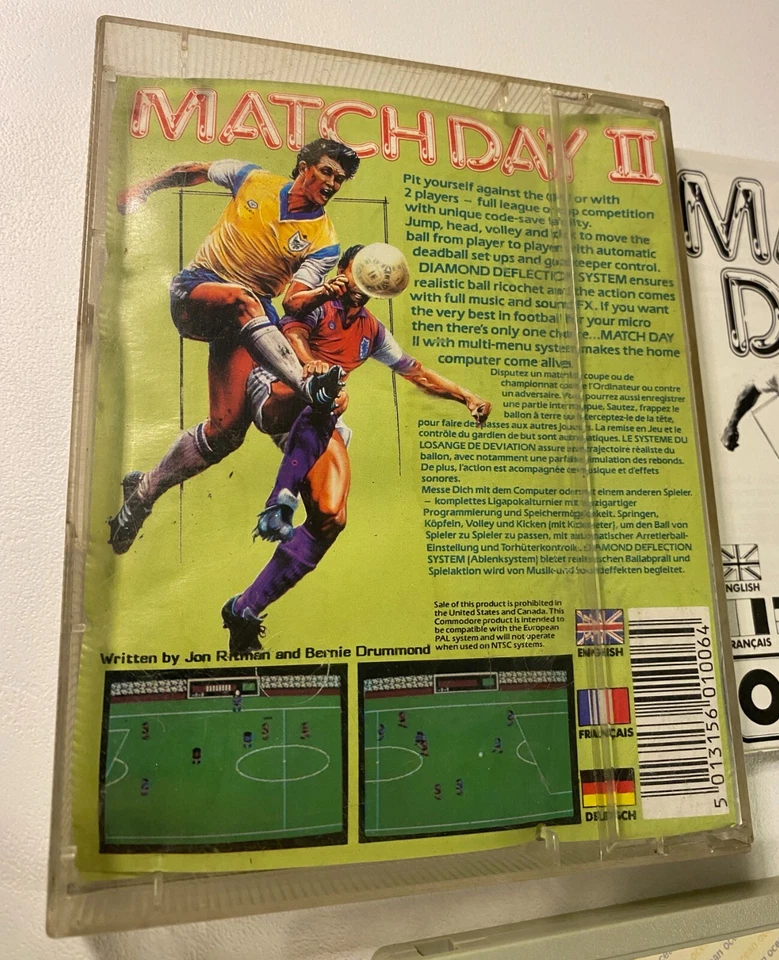 MATCH DAY II
Pit yourself against the or with
2 players – full league or cup competition
with unique code-save facility.
Jump, head, volley and kick to move the
ball from player to player with automatic
deadball set ups and goalkeeper control.
DIAMOND DEFLECTION SYSTEM ensures
realistic ball ricochet and the action comes
with full music and sound FX. If you want
the very best in football for your micro
then there's only one choice...MATCH DAY
II with multi-menu system makes the home
computer come alive
Disputez un match, coupe ou de
championnat contre l'Ordinateur ou contre
un adversaire. Vous pourrez aussi enregistrer
une partie interrompue. Sautez, frappez le
ballon à terre ou interceptez-le de la tête,
pour faire des passes aux autres joueurs. La remise en Jeu et le
contrôle du gardien de but sont automatiques. LE SYSTEME DU
LOSANGE DE DEVIATION assure une trajectoire réaliste du
ballon, avec notamment une parfaite simulation des rebonds.
De plus, l'action est acompagnée de musique et d'effets
sonores.
Messe Dich mit dem Computer oder mit einem anderen Spieler.
– komplettes Ligapokalturnier mit einzigartiger
Programmierung und Speichermöglichkeit. Springen,
Köpfeln, Volley und Kicken (mit Kickmeter), um den Ball von
Spieler zu Spieler zu passen, mit automatischer Arretierball-
Einstellung und Torhüterkontrolle. DIAMOND DEFLECTION
SYSTEM (Ablenksystem) bietet realistischen Ballabprall und
Spielaktion wird von Musik-und Soundeffekten begleitet.
Sale of this product is prohibited in
the United States and Canada. This
Commodore product is intended to
be compatible with the European
PAL system and will not operate
when used on NTSC systems.
Written by Jon Ritman and Bernie Drummond
ENGLISH
FRANÇAIS
DEUTSCH
5 013156 010064
MA
D
NGLISH
RANÇAIS
O